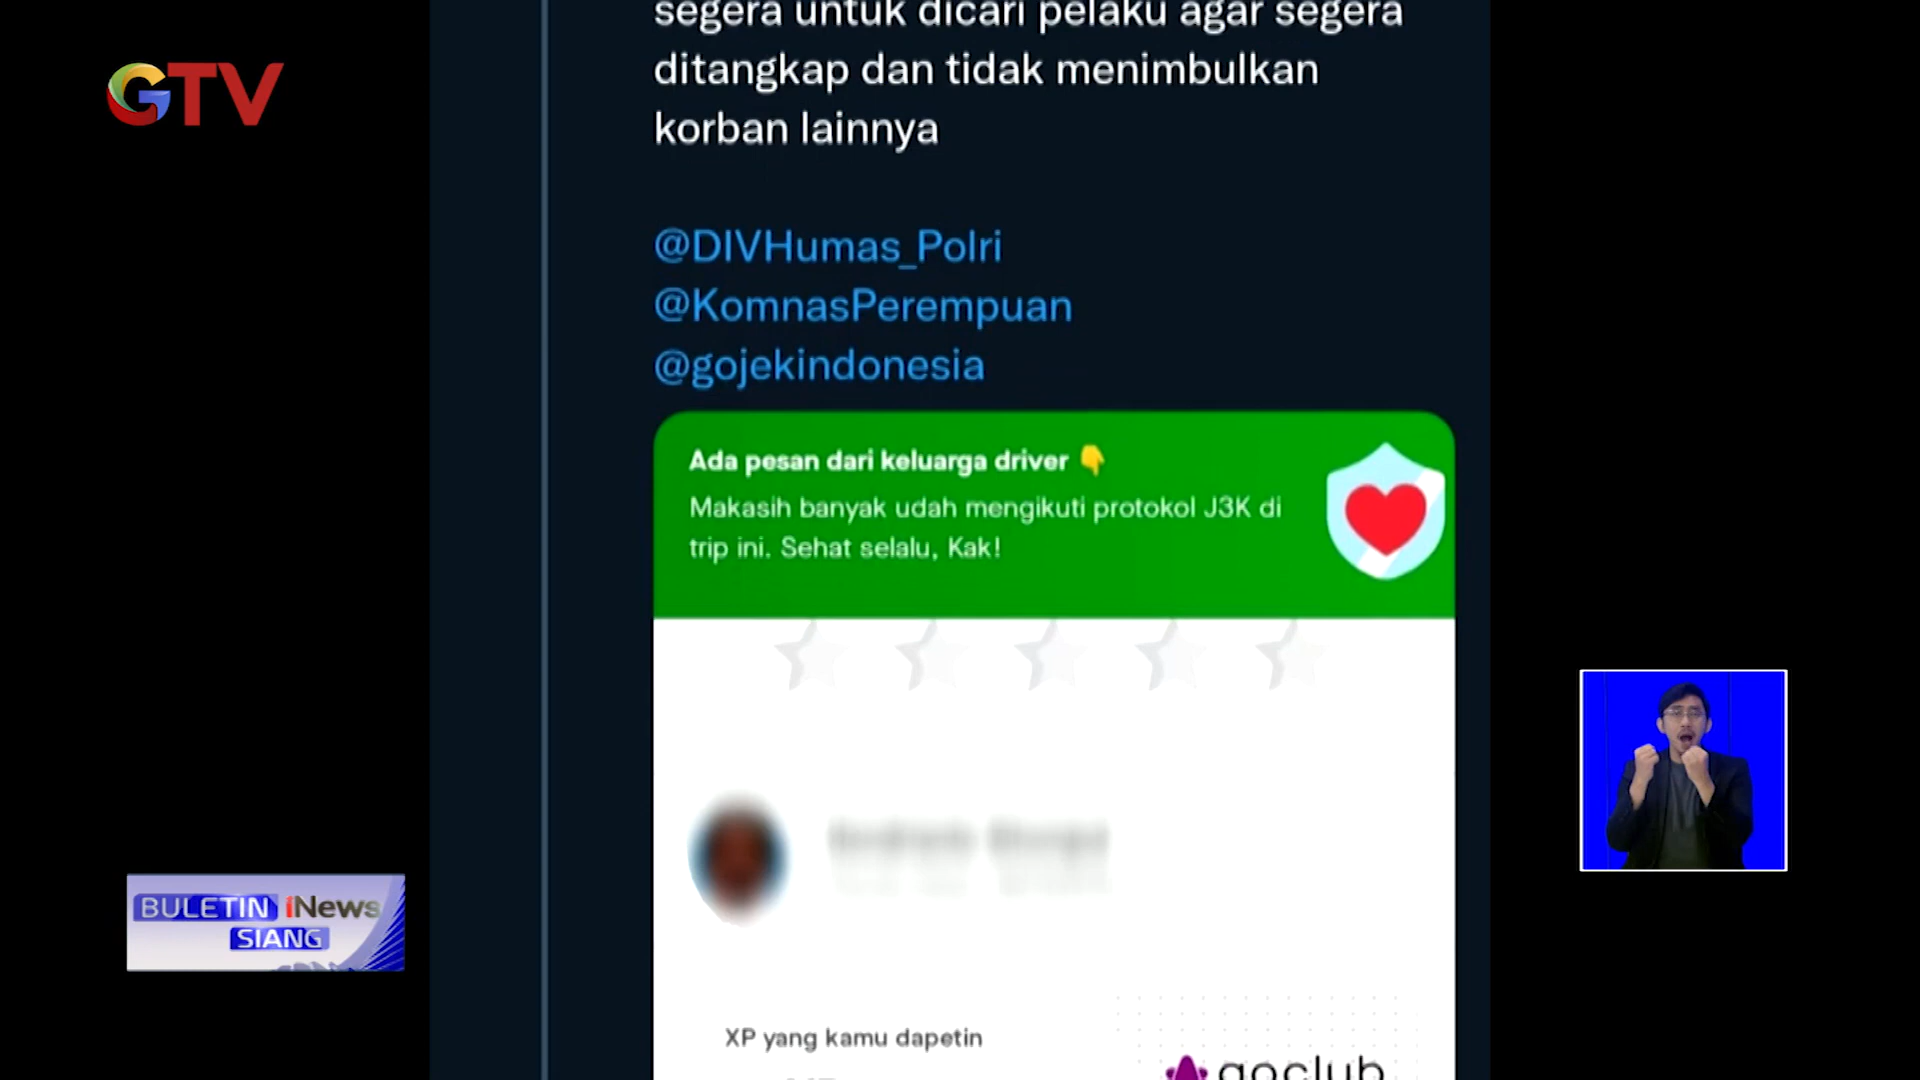 GTV
segera untuk dicari pelaku agar segera
ditangkap dan tidak menimbulkan
korban lainnya
@DIVHumas_Polri
@KomnasPerempuan
@gojekindonesia
Ada pesan dari keluarga driver 👇
Makasih banyak udah mengikuti protokol J3K di
trip ini. Sehat selalu, Kak!
XP yang kamu dapetin
goclub
BULETIN iNews
SIANG